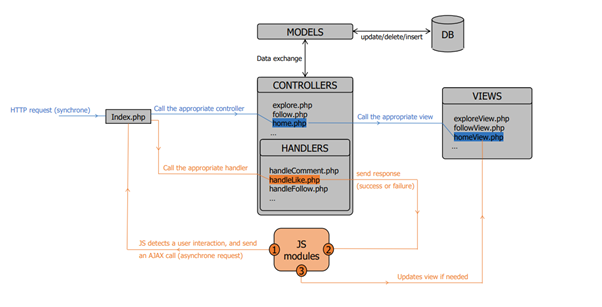 MODELS
update/delete/insert
DB
Data exchange
CONTROLLERS
explore.php
follow.php
home.php
...
VIEWS
exploreView.php
followView.php
homeView.php
...
HTTP request (synchrone)
Index.php
Call the appropriate controller
Call the appropriate view
HANDLERS
handleComment.php
handleLike.php
handleFollow.php
...
Call the appropriate handler
send response
(success or failure)
JS detects a user interaction, and send
an AJAX call (asynchrone request)
1
JS
modules
2
3
Updates view if needed